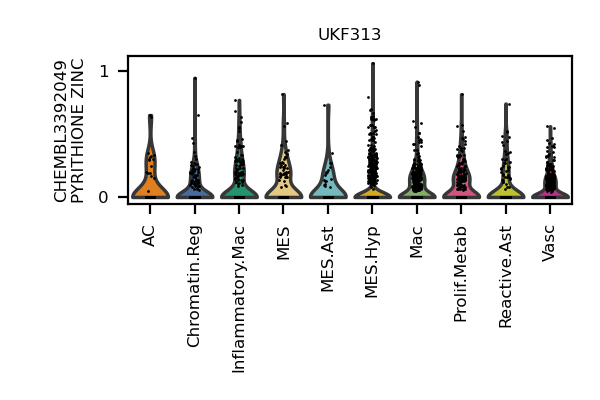 UKF313
CHEMBL3392049
PYRITHIONE ZINC
1
0
AC
Chromatin.Reg
Inflammatory.Mac
MES
MES.Ast
MES.Hyp
Mac
Prolif.Metab
Reactive.Ast
Vasc